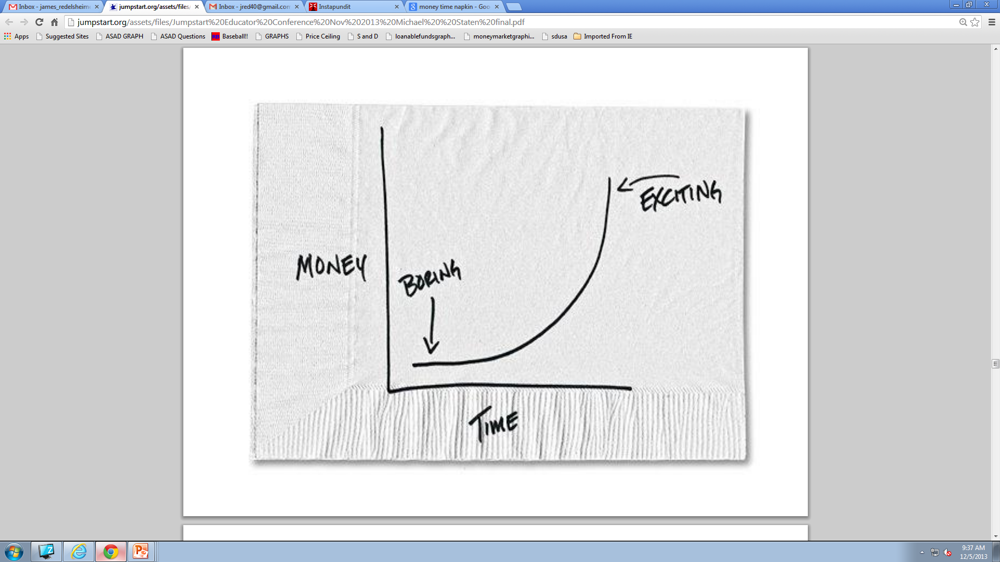 Inbox - james_redelsheime
jumpstart.org/assets/files/
Inbox - jred40@gmail.com
Instapundit
money time napkin - Goo
jumpstart.org/assets/files/Jumpstart%20Educator%20Conference%20Nov%202013%20Michael%20%20Staten%20final.pdf
Apps
Suggested Sites
ASAD GRAPH
ASAD Questions
Baseball!!
GRAPHS
Price Ceiling
S and D
loanablefundsgraph...
moneymarketgraphi...
sdusa
Imported From IE
EXCITING
MONEY
BORING
TIME
9:37 AM
12/5/2013